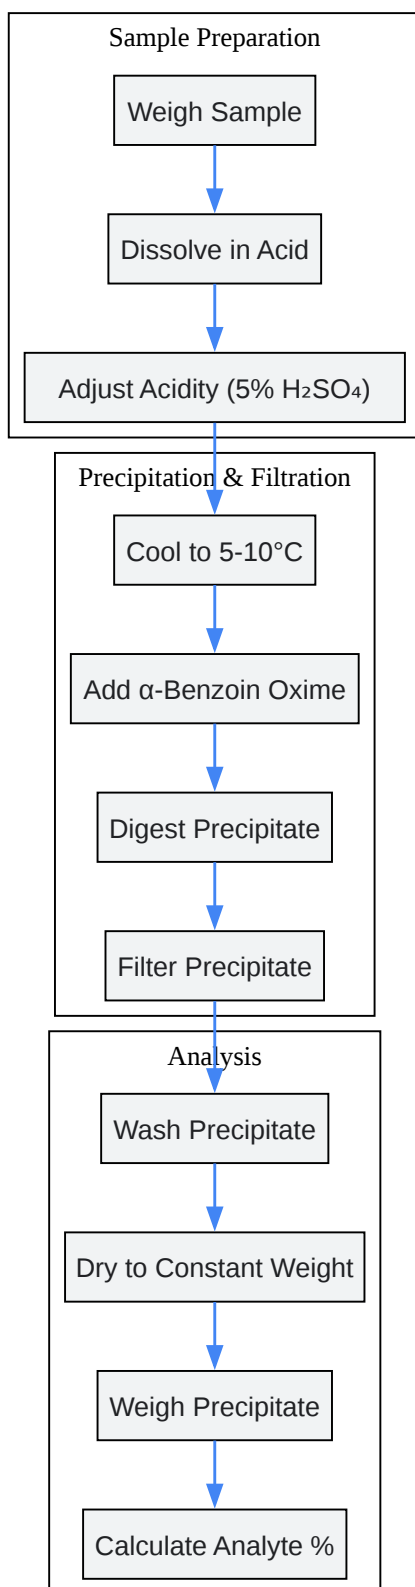 Sample Preparation
Weigh Sample
Dissolve in Acid
Adjust Acidity (5% H₂SO₄)
Precipitation & Filtration
Cool to 5-10°C
Add α-Benzoin Oxime
Digest Precipitate
Filter Precipitate
Analysis
Wash Precipitate
Dry to Constant Weight
Weigh Precipitate
Calculate Analyte %